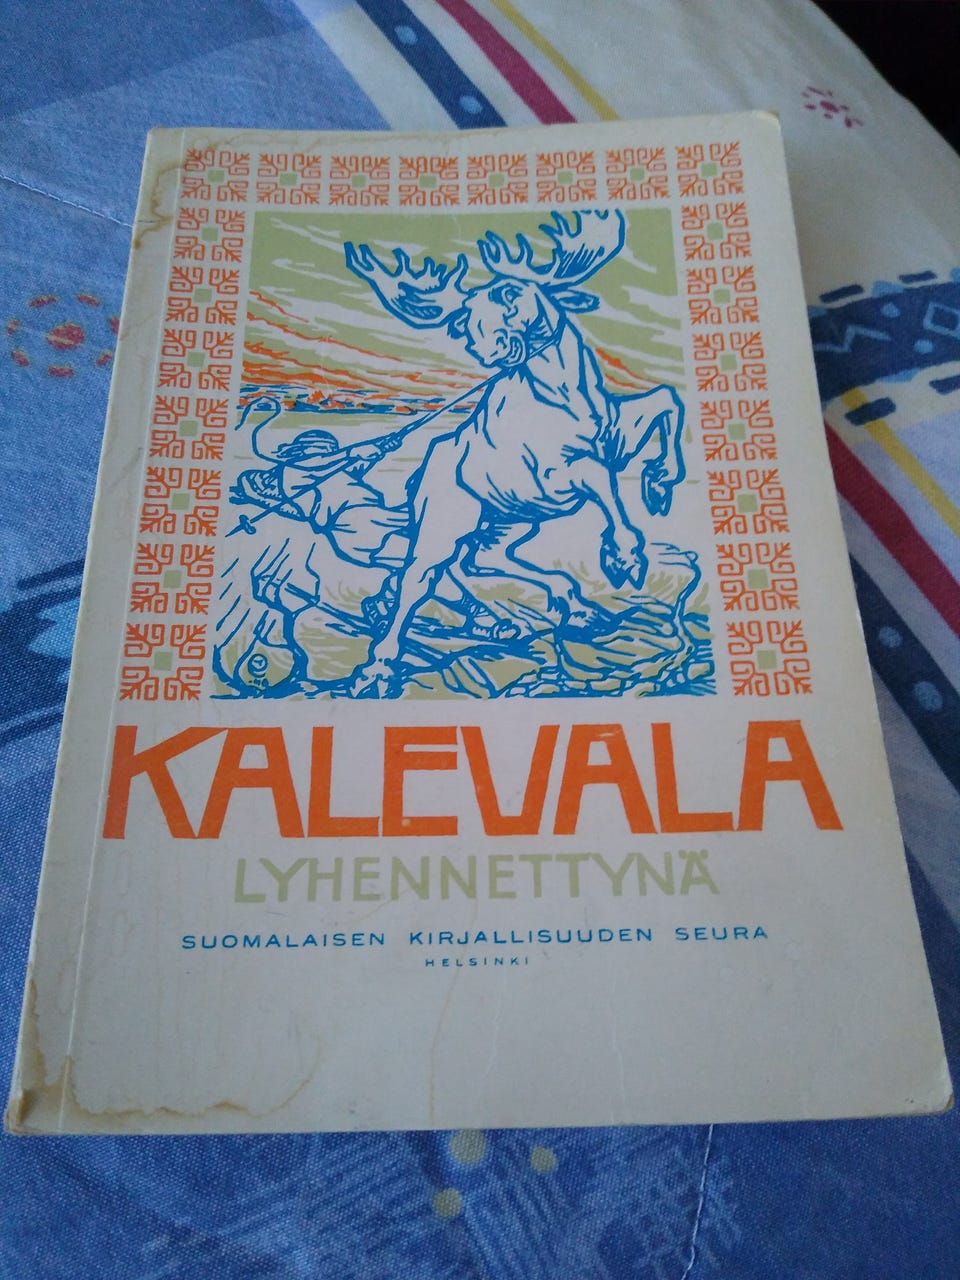 KALEVALA
LYHENNETTYNÄ
SUOMALAISEN KIRJALLISUUDEN SEURA
HELSINKI